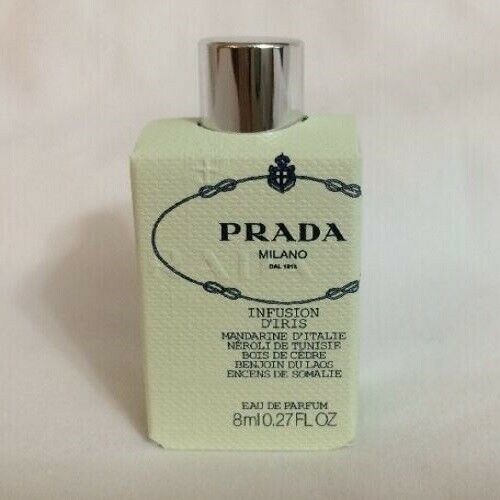 PRADA
MILANO
DAL 1913
INFUSION
D'IRIS
MANDARINE D'ITALIE
NÉROLI DE TUNISIE
BOIS DE CÈDRE
BENJOIN DU LAOS
ENCENS DE SOMALIE
EAU DE PARFUM
8ml 0.27 FL OZ